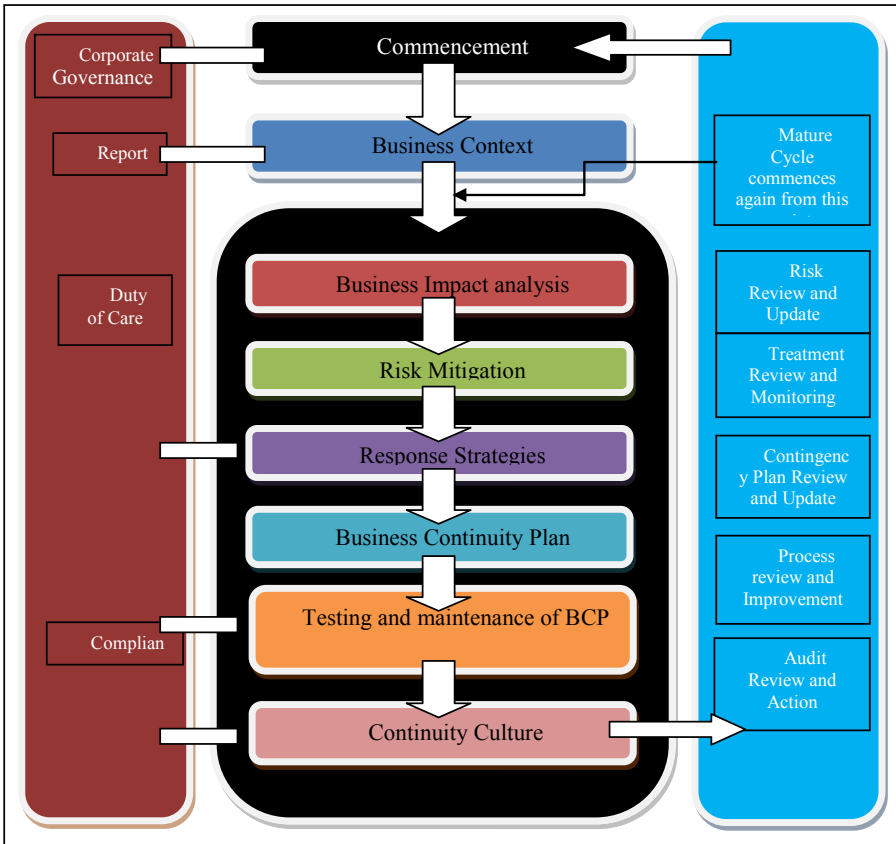 Corporate
Governance
Report
Duty
of Care
Complian
Commencement
Business Context
Business Impact analysis
Risk Mitigation
Response Strategies
Business Continuity Plan
Testing and maintenance of BCP
Continuity Culture
Mature
Cycle
commences
again from this
Risk
Review and
Update
Treatment
Review and
Monitoring
Contingenc
y Plan Review
and Update
Process
review and
Improvement
Audit
Review and
Action